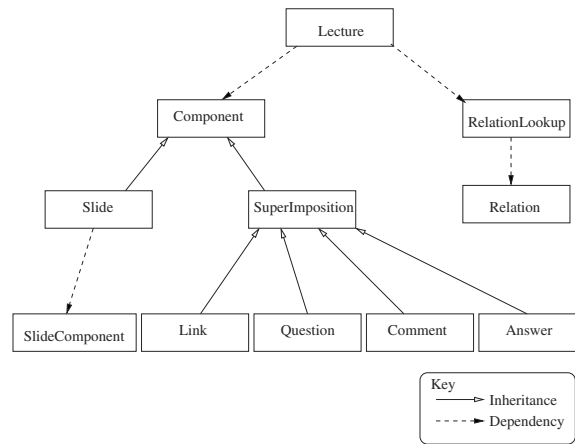 Lecture
Component
RelationLookup
Slide
SuperImposition
Relation
SlideComponent
Link
Question
Comment
Answer
Key
Inheritance
Dependency